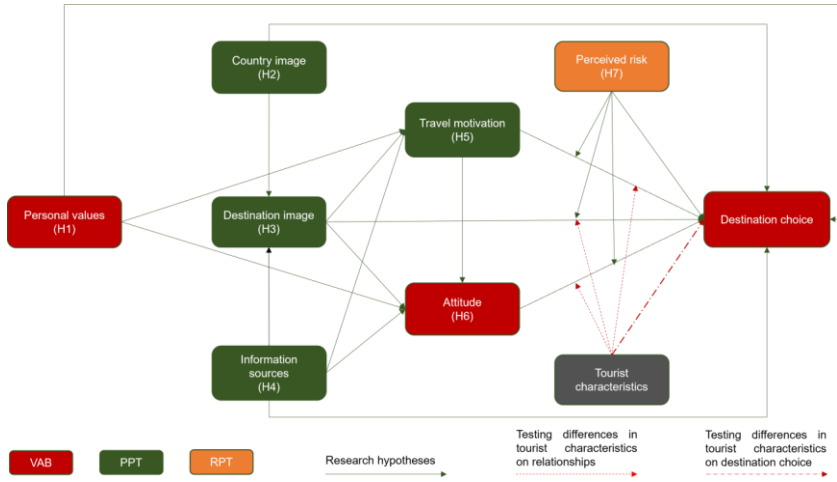 Country image
(H2)
Perceived risk
(H7)
Travel motivation
(H5)
Personal values
(H1)
Destination image
(H3)
Destination choice
Attitude
(H6)
Information
sources
(H4)
Tourist
characteristics
VAB
PPT
RPT
Research hypotheses
Testing differences in
tourist characteristics
on relationships
Testing differences in
tourist characteristics
on destination choice